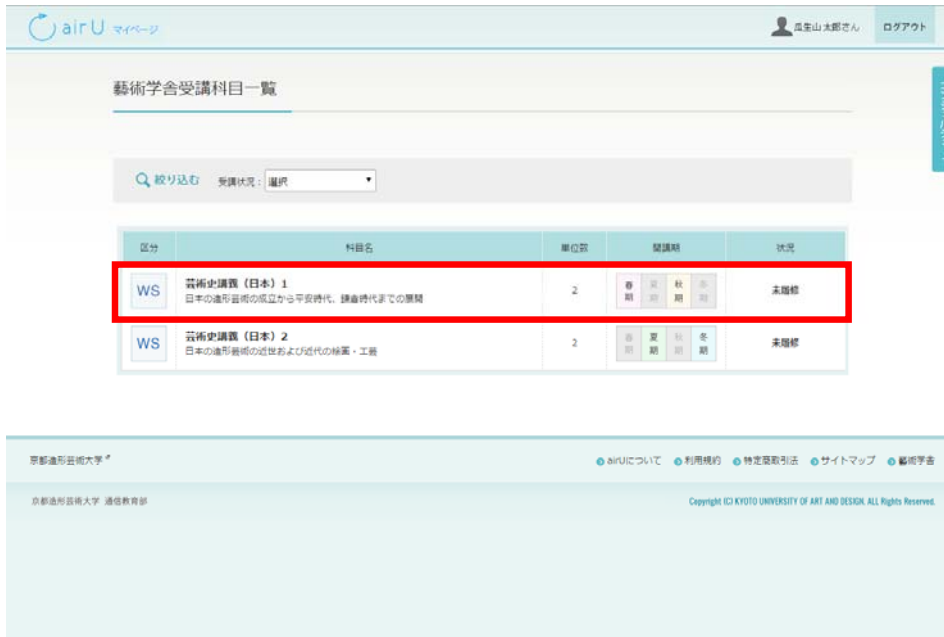 air U マイページ
瓜生山太郎さん
ログアウト
藝術学舎受講科目一覧
絞り込む 受講状況： 選択
区分 科目名 単位数 開講期 状況
WS 芸術史講義（日本）1 2 春期 夏期 秋期 冬期 未履修
日本の造形芸術の成立から平安時代、鎌倉時代までの展開
WS 芸術史講義（日本）2 2 春期 夏期 秋期 冬期 未履修
日本の造形芸術の近世および近代の絵画・工芸
京都造形芸術大学 airUについて 利用規約 特定商取引法 サイトマップ 藝術学舎
京都造形芸術大学 通信教育部 Copyright (C) KYOTO UNIVERSITY OF ART AND DESIGN. ALL Rights Reserved.